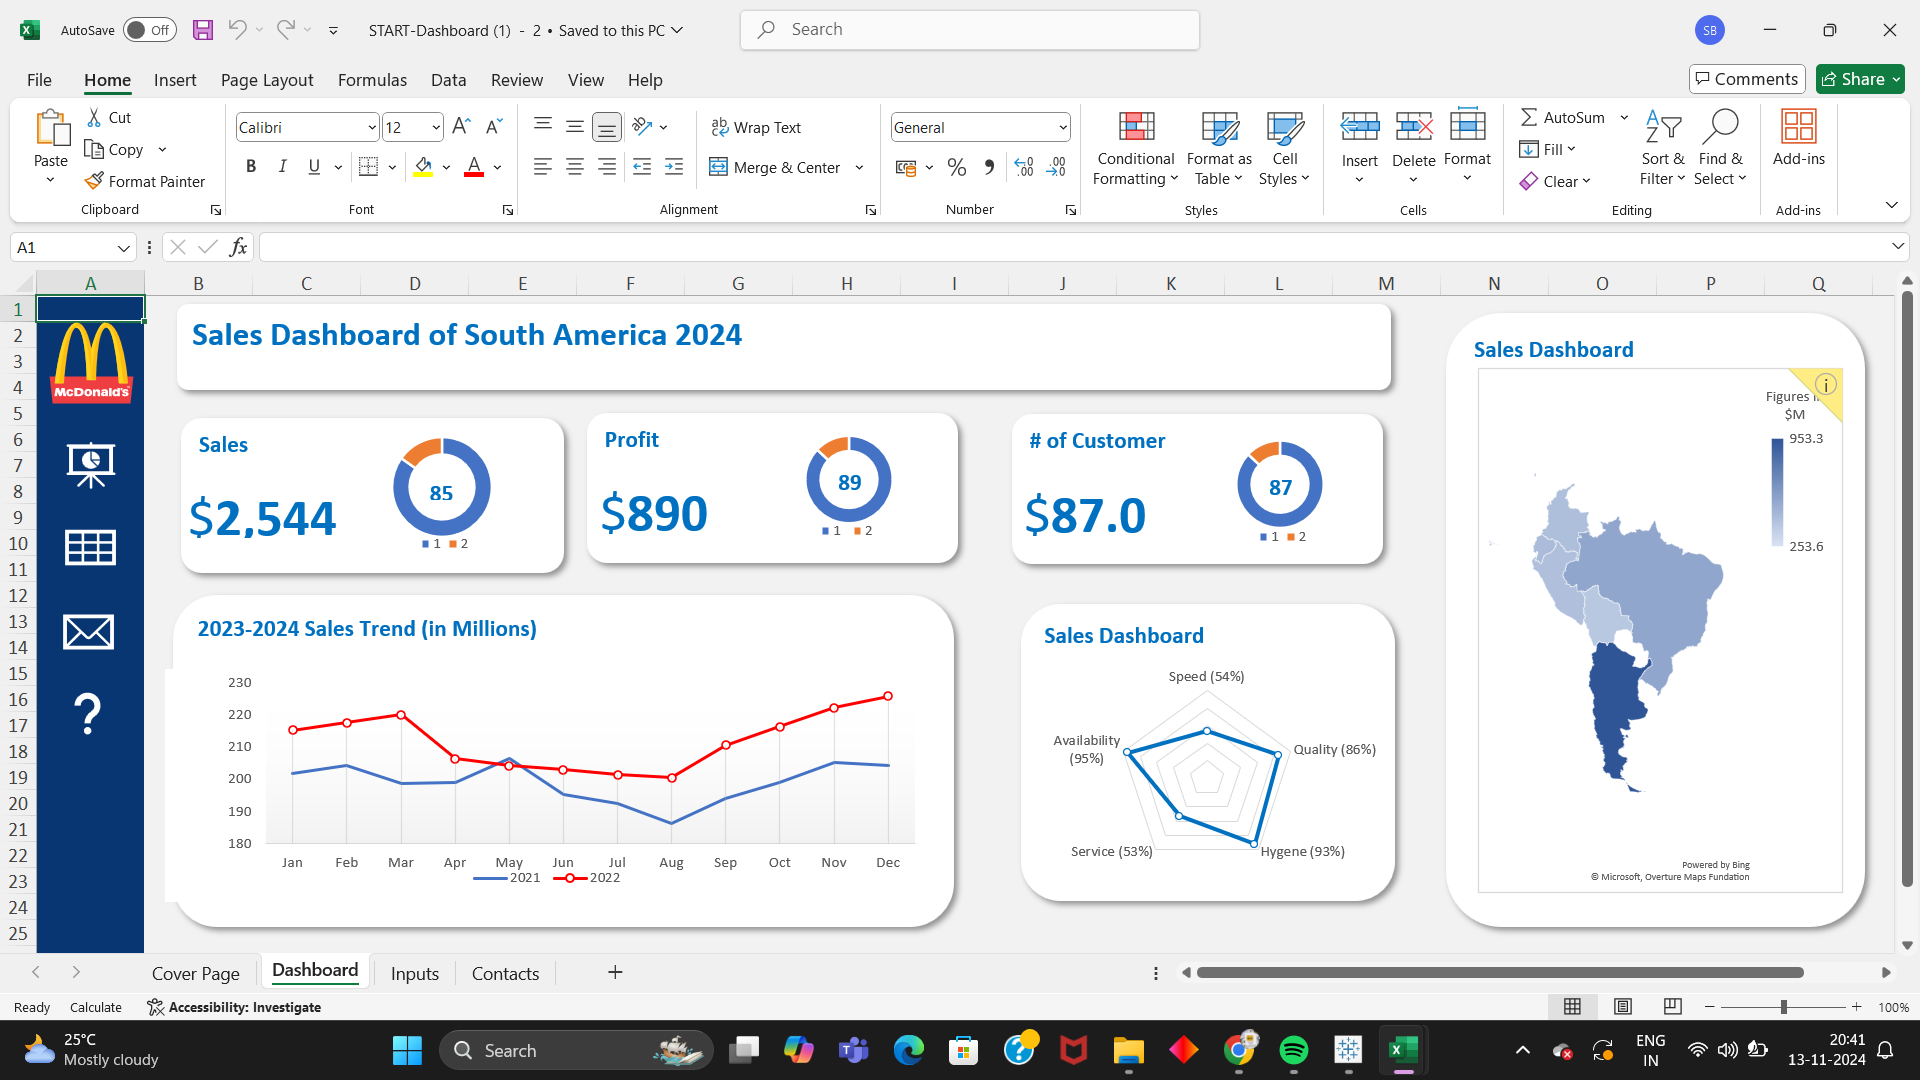 AutoSave Off START-Dashboard (1) - 2 • Saved to this PC Search SB
File Home Insert Page Layout Formulas Data Review View Help Comments Share
Paste Cut Copy Format Painter Clipboard
Calibri 12 B I U A Font
ab Wrap Text Merge & Center Alignment
General % Number
Conditional Formatting Format as Table Cell Styles Styles
Insert Delete Format Cells
AutoSum Fill Clear Sort & Filter Find & Select Editing
Add-ins Add-ins
A1 fx
A B C D E F G H I J K L M N O P Q
1
2
3
4
5
6
7
8
9
10
11
12
13
14
15
16
17
18
19
20
21
22
23
24
25
McDonald's
?
Sales Dashboard of South America 2024
Sales
$2,544
85
1 2
Profit
$890
89
1 2
# of Customer
$87.0
87
1 2
2023-2024 Sales Trend (in Millions)
230
220
210
200
190
180
Jan Feb Mar Apr May Jun Jul Aug Sep Oct Nov Dec
2021 2022
Sales Dashboard
Speed (54%)
Quality (86%)
Hygene (93%)
Service (53%)
Availability
(95%)
Sales Dashboard
Figures
$M
953.3
253.6
Powered by Bing
© Microsoft, Overture Maps Fundation
Cover Page Dashboard Inputs Contacts
Ready Calculate Accessibility: Investigate 100%
25°C
Mostly cloudy
Search
ENG
IN
20:41
13-11-2024